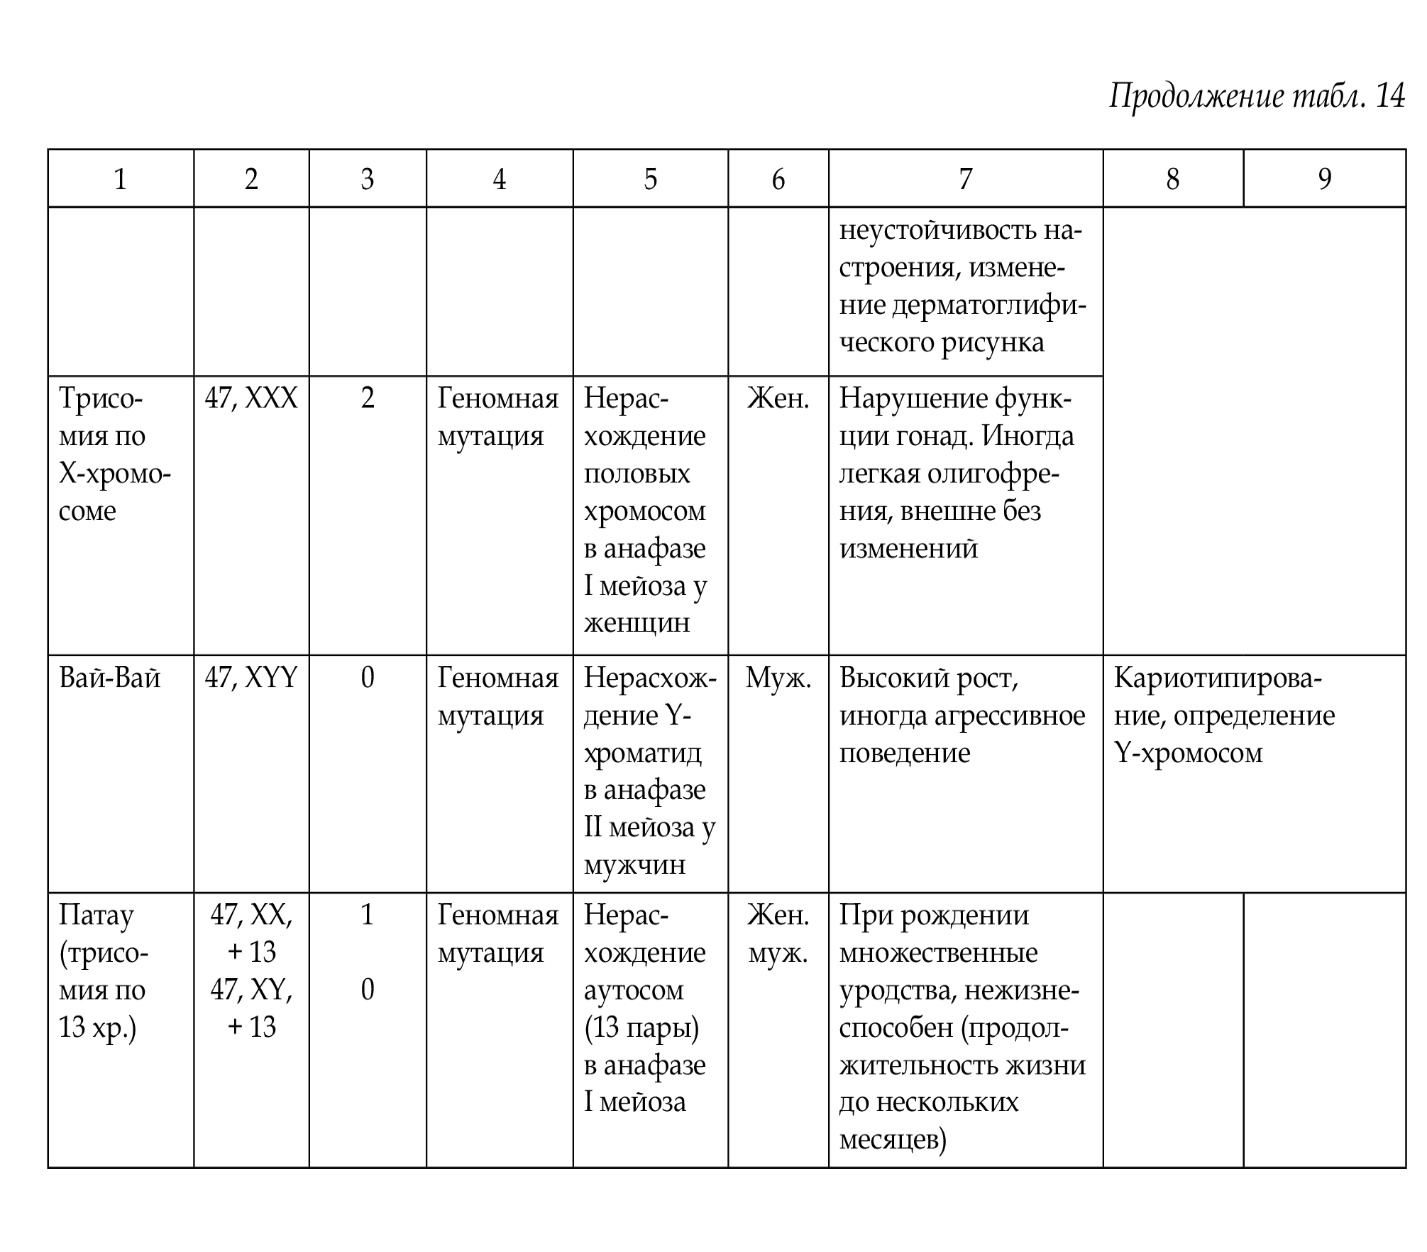 Продолжение табл. 14
1
2
3
4
5
6
7
8
9
неустойчивость на-
строения, измене-
ние дерматоглифи-
ческого рисунка
Трисо-
мия по
X-хромо-
соме
47, XXX
2
Геномная
мутация
Нерас-
хождение
половых
хромосом
в анафазе
I мейоза у
женщин
Жен.
Нарушение функ-
ции гонад. Иногда
легкая олигофре-
ния, внешне без
изменений
Вай-Вай
47, XYY
0
Геномная
мутация
Нерасхож-
дение Y-
хроматид
в анафазе
II мейоза у
мужчин
Муж.
Высокий рост,
иногда агрессивное
поведение
Кариотипирова-
ние, определение
Y-хромосом
Патау
(трисо-
мия по
13 хр.)
47, XX,
+ 13
47, XY,
+ 13
1
0
Геномная
мутация
Нерас-
хождение
аутосом
(13 пары)
в анафазе
I мейоза
Жен.
муж.
При рождении
множественные
уродства, нежизне-
способен (продол-
жительность жизни
до нескольких
месяцев)